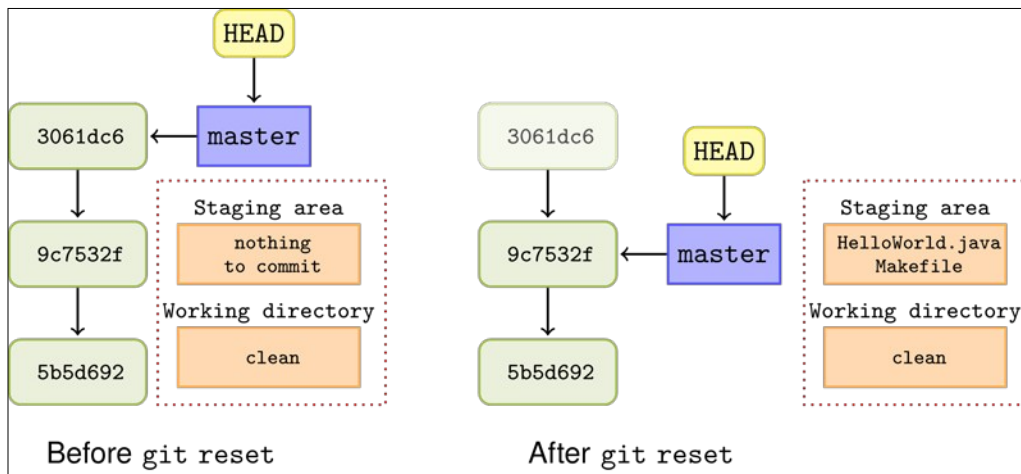 HEAD
3061dc6
master
Staging area
9c7532f
nothing
to commit
Working directory
clean
5b5d692
Before git reset
3061dc6
HEAD
9c7532f
master
Staging area
HelloWorld.java
Makefile
Working directory
clean
5b5d692
After git reset